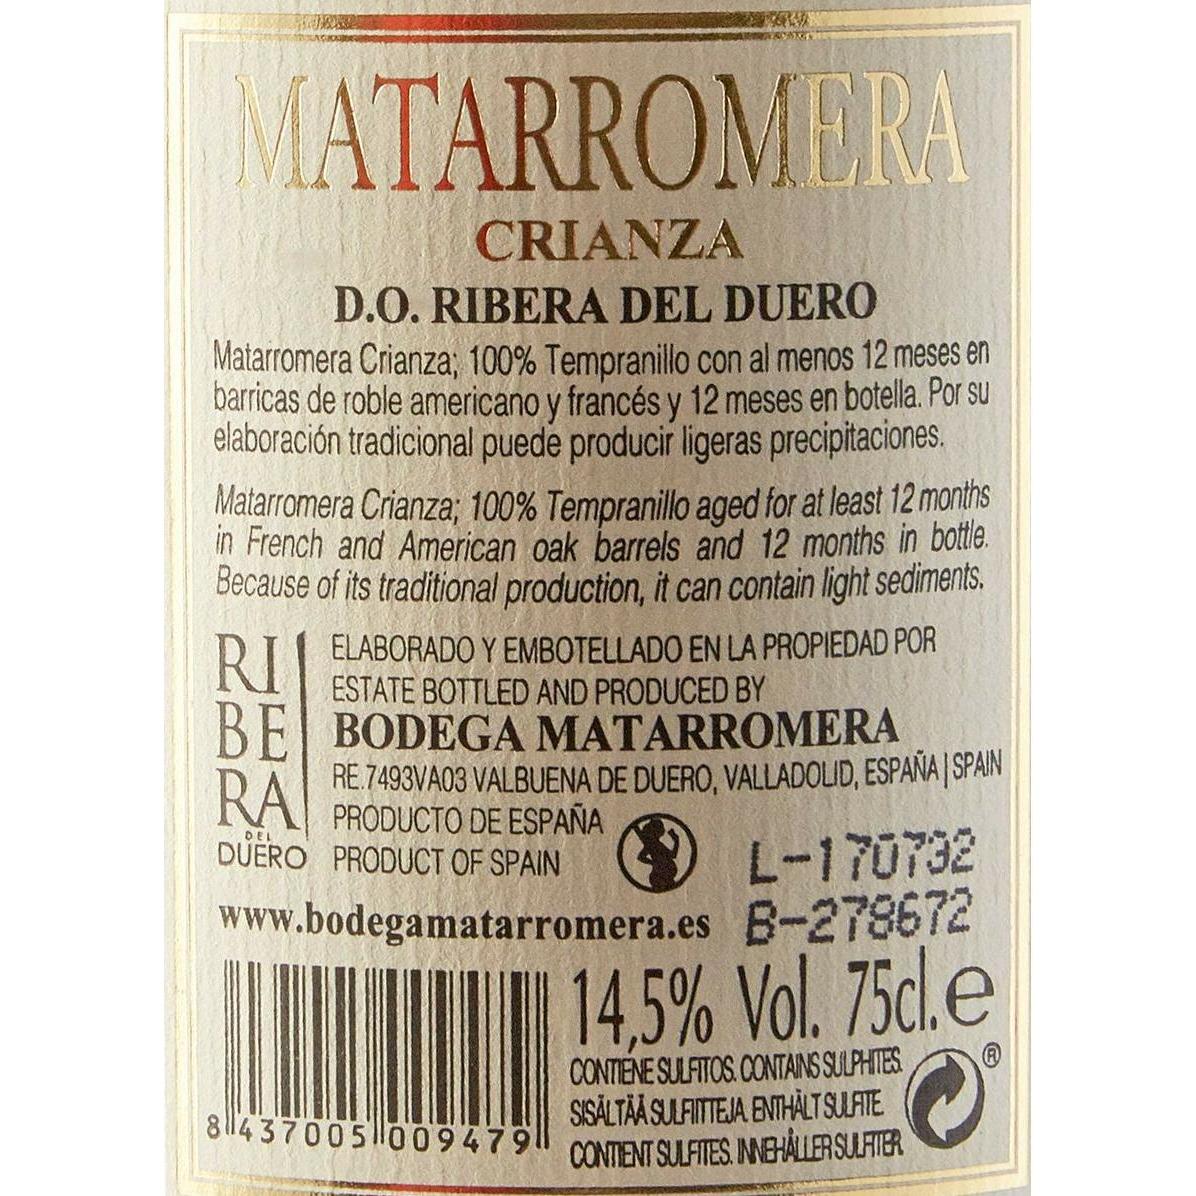 MATARROMERA
CRIANZA
D.O. RIBERA DEL DUERO
Matarromera Crianza; 100% Tempranillo con al menos 12 meses en
barricas de roble americano y francés y 12 meses en botella. Por su
elaboración tradicional puede producir ligeras precipitaciones.
Matarromera Crianza; 100% Tempranillo aged for at least 12 months
in French and American oak barrels and 12 months in bottle.
Because of its traditional production, it can contain light sediments.
RI
BE
RA
DEL
DUERO
ELABORADO Y EMBOTELLADO EN LA PROPIEDAD POR
ESTATE BOTTLED AND PRODUCED BY
BODEGA MATARROMERA
RE.7493VA03 VALBUENA DE DUERO, VALLADOLID, ESPAÑA | SPAIN
PRODUCTO DE ESPAÑA
PRODUCT OF SPAIN
L-170732
B-278672
www.bodegamatarromera.es
14,5% Vol. 75cl. e
CONTIENE SULFITOS. CONTAINS SULPHITES.
SISÄLTÄÄ SULFIITTEJA. ENTHÄLT SULFITE.
CONTIENT SULFITES. INNEHÅLLER SULFITER.
®
8 437005 009479